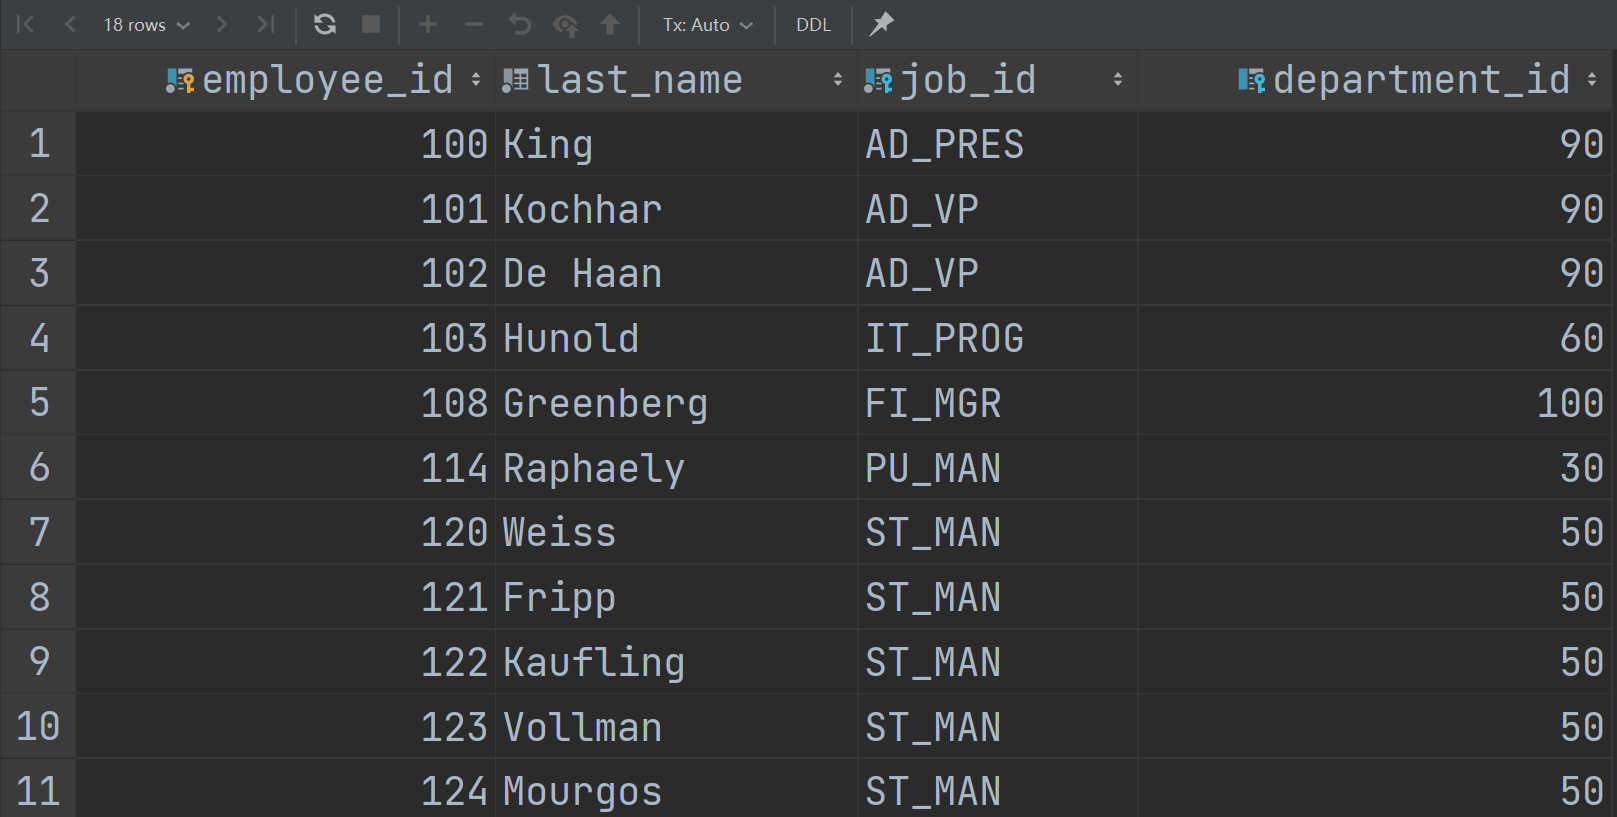 18 rows Tx: Auto DDL
employee_id last_name job_id department_id
1 100 King AD_PRES 90
2 101 Kochhar AD_VP 90
3 102 De Haan AD_VP 90
4 103 Hunold IT_PROG 60
5 108 Greenberg FI_MGR 100
6 114 Raphaely PU_MAN 30
7 120 Weiss ST_MAN 50
8 121 Fripp ST_MAN 50
9 122 Kaufling ST_MAN 50
10 123 Vollman ST_MAN 50
11 124 Mourgos ST_MAN 50